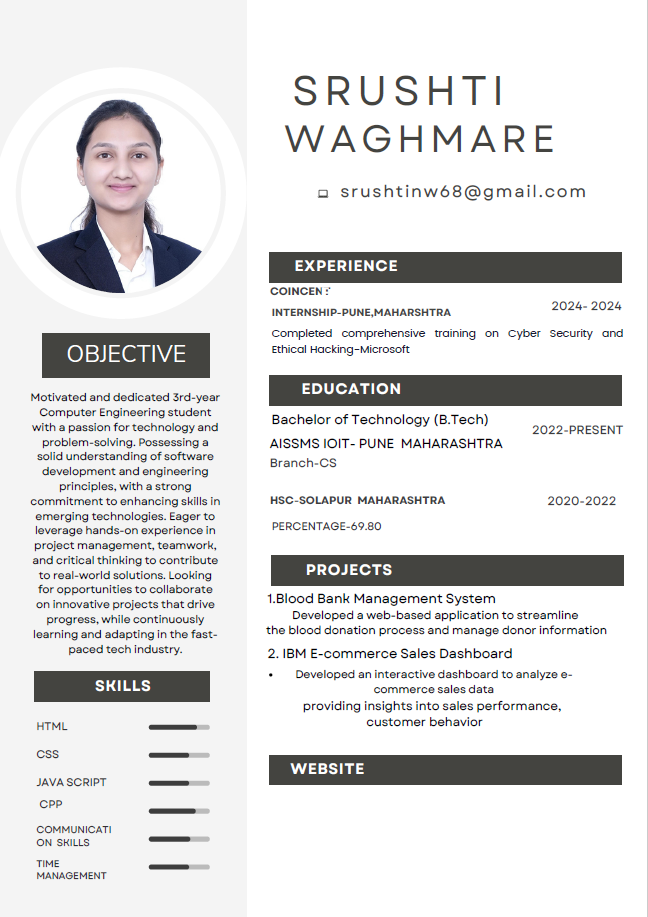 SRUSHTI
WAGHMARE
srushtinw68@gmail.com
OBJECTIVE
Motivated and dedicated 3rd-year
Computer Engineering student
with a passion for technology and
problem-solving. Possessing a
solid understanding of software
development and engineering
principles, with a strong
commitment to enhancing skills in
emerging technologies. Eager to
leverage hands-on experience in
project management, teamwork,
and critical thinking to contribute
to real-world solutions. Looking
for opportunities to collaborate
on innovative projects that drive
progress, while continuously
learning and adapting in the fast-
paced tech industry.
SKILLS
HTML
CSS
JAVA SCRIPT
CPP
COMMUNICATI
ON SKILLS
TIME
MANAGEMENT
EXPERIENCE
INTERNSHIP-PUNE,MAHARSHTRA
2024- 2024
Completed comprehensive training on Cyber Security and
Ethical Hacking-Microsoft
EDUCATION
Bachelor of Technology (B.Tech)
2022-PRESENT
AISSMS IOIT- PUNE MAHARASHTRA
Branch-CS
HSC-SOLAPUR MAHARASHTRA
2020-2022
PERCENTAGE-69.80
PROJECTS
1.Blood Bank Management System
Developed a web-based application to streamline
the blood donation process and manage donor information
2. IBM E-commerce Sales Dashboard
• Developed an interactive dashboard to analyze e-
commerce sales data
providing insights into sales performance,
customer behavior
WEBSITE